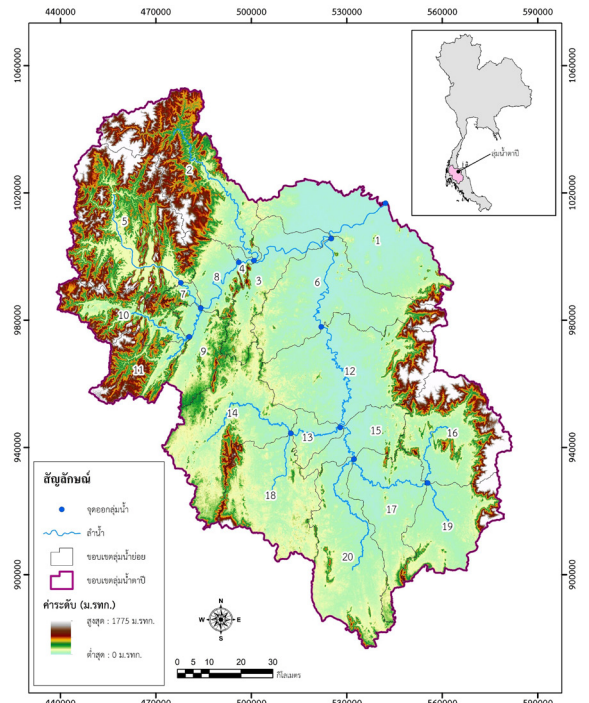 440000 470000 500000 530000 560000 590000
1060000 1060000
1020000 1020000
980000 980000
940000 940000
900000 900000
ลุ่มน้ำตาปี
2
1
5
4
3
8
6
7
10
9
11
12
14
13
15
16
18
17
19
20
สัญลักษณ์
จุดออกลุ่มน้ำ
ลำน้ำ
ขอบเขตลุ่มน้ำย่อย
ขอบเขตลุ่มน้ำตาปี
ค่าระดับ (ม.รทก.)
สูงสุด : 1775 ม.รทก.
ต่ำสุด : 0 ม.รทก.
N
W E
S
0 5 10 20 30
กิโลเมตร
440000 470000 500000 530000 560000 590000